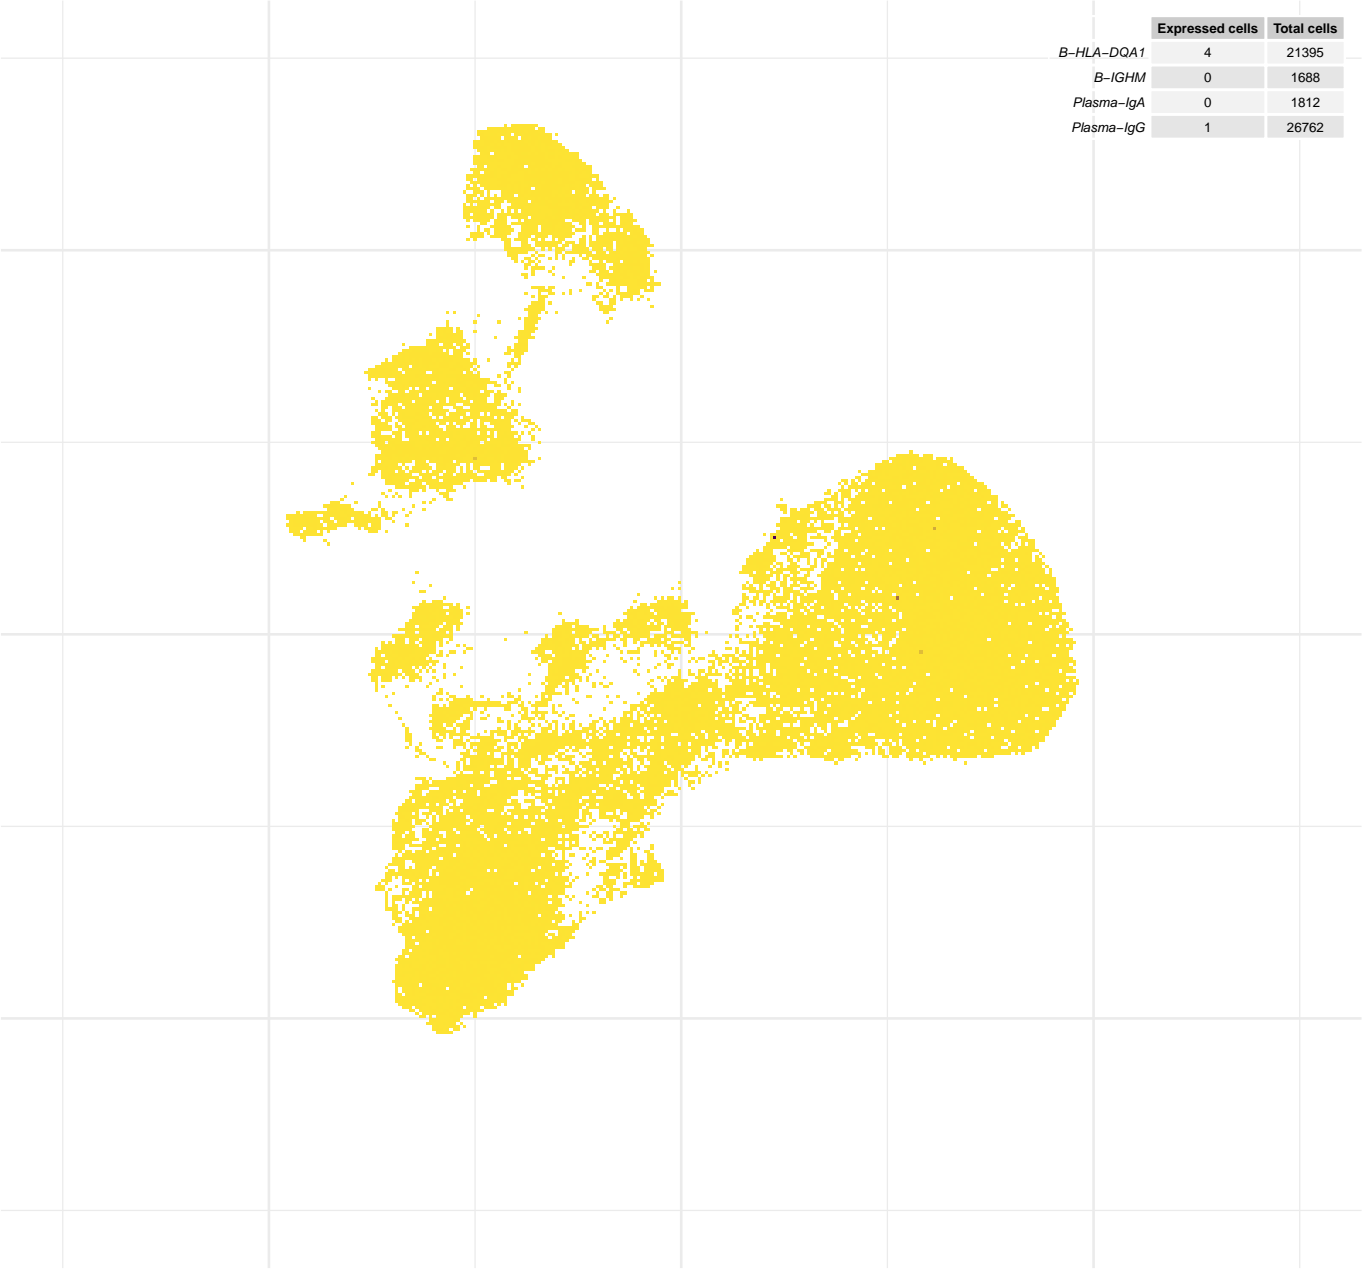 Expressed cells Total cells
B−HLA−DQA1 4 21395
B−IGHM 0 1688
Plasma−IgA 0 1812
Plasma−IgG 1 26762